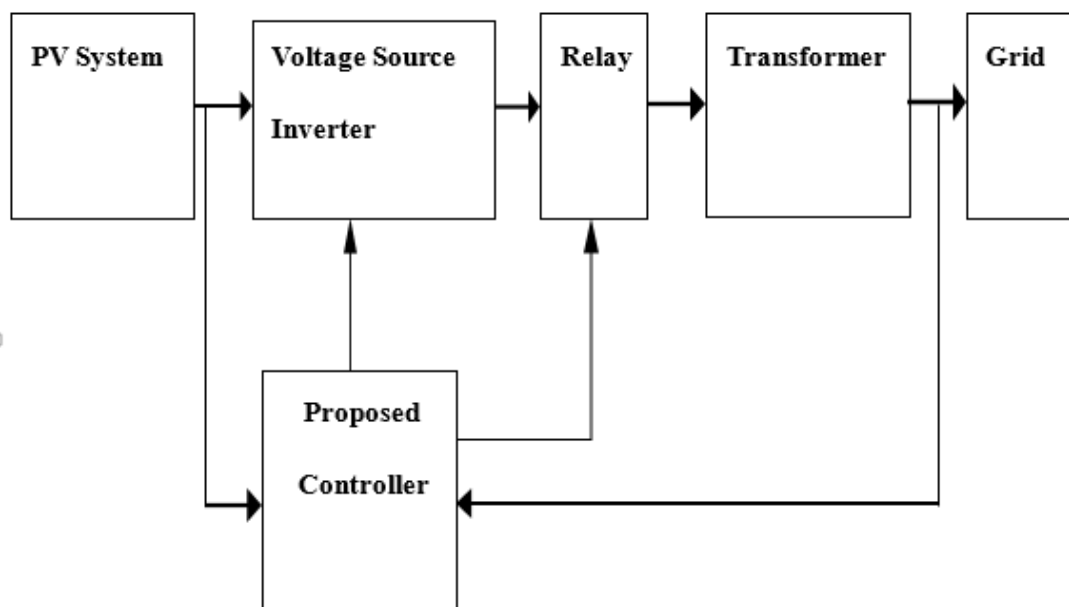 PV System
Voltage Source
Inverter
Relay
Transformer
Grid
Proposed
Controller